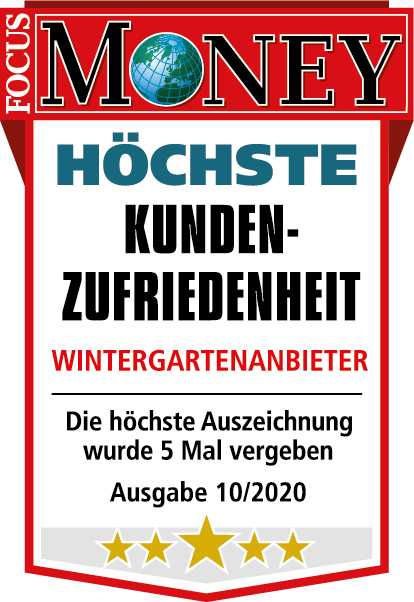 FOCUS
MONEY
HÖCHSTE
KUNDEN-
ZUFRIEDENHEIT
WINTERGARTENANBIETER
Die höchste Auszeichnung
wurde 5 Mal vergeben
Ausgabe 10/2020